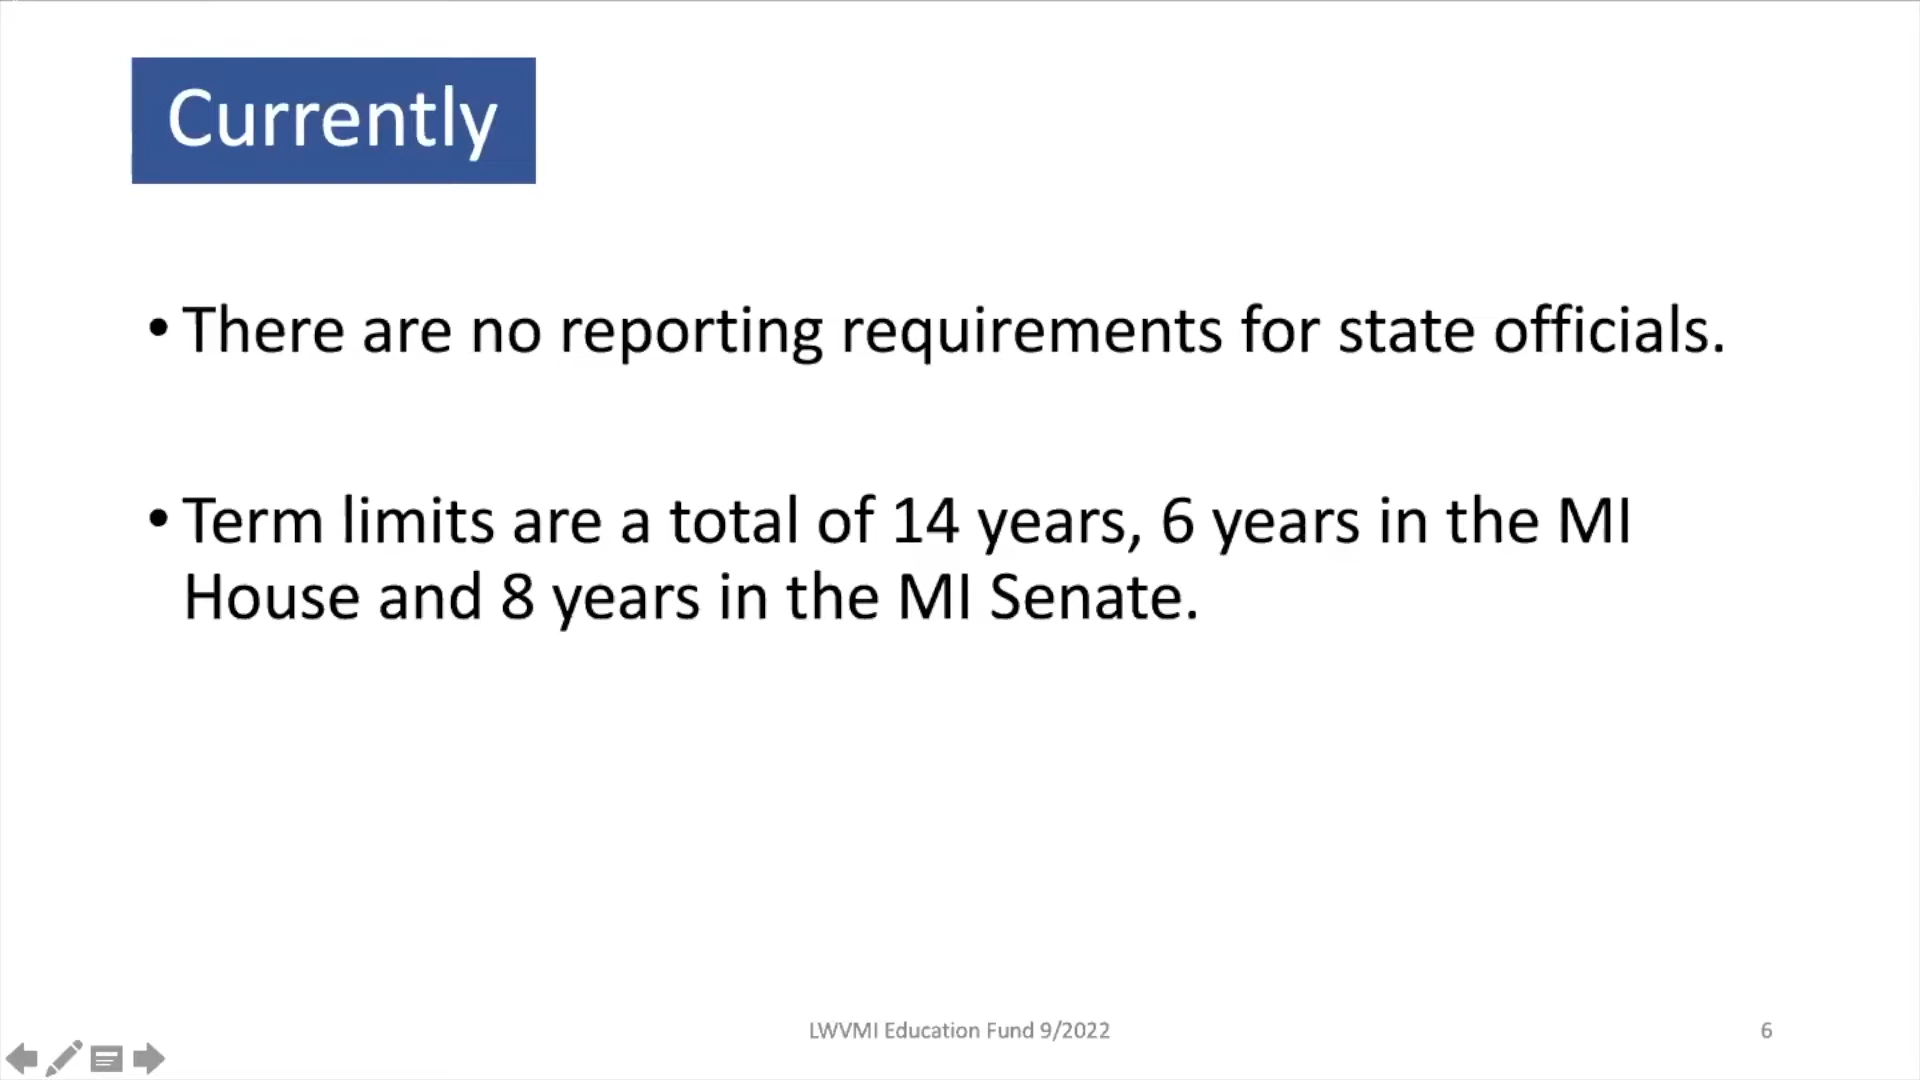 Currently
• There are no reporting requirements for state officials.
• Term limits are a total of 14 years, 6 years in the MI
House and 8 years in the MI Senate.
LWVMI Education Fund 9/2022
6